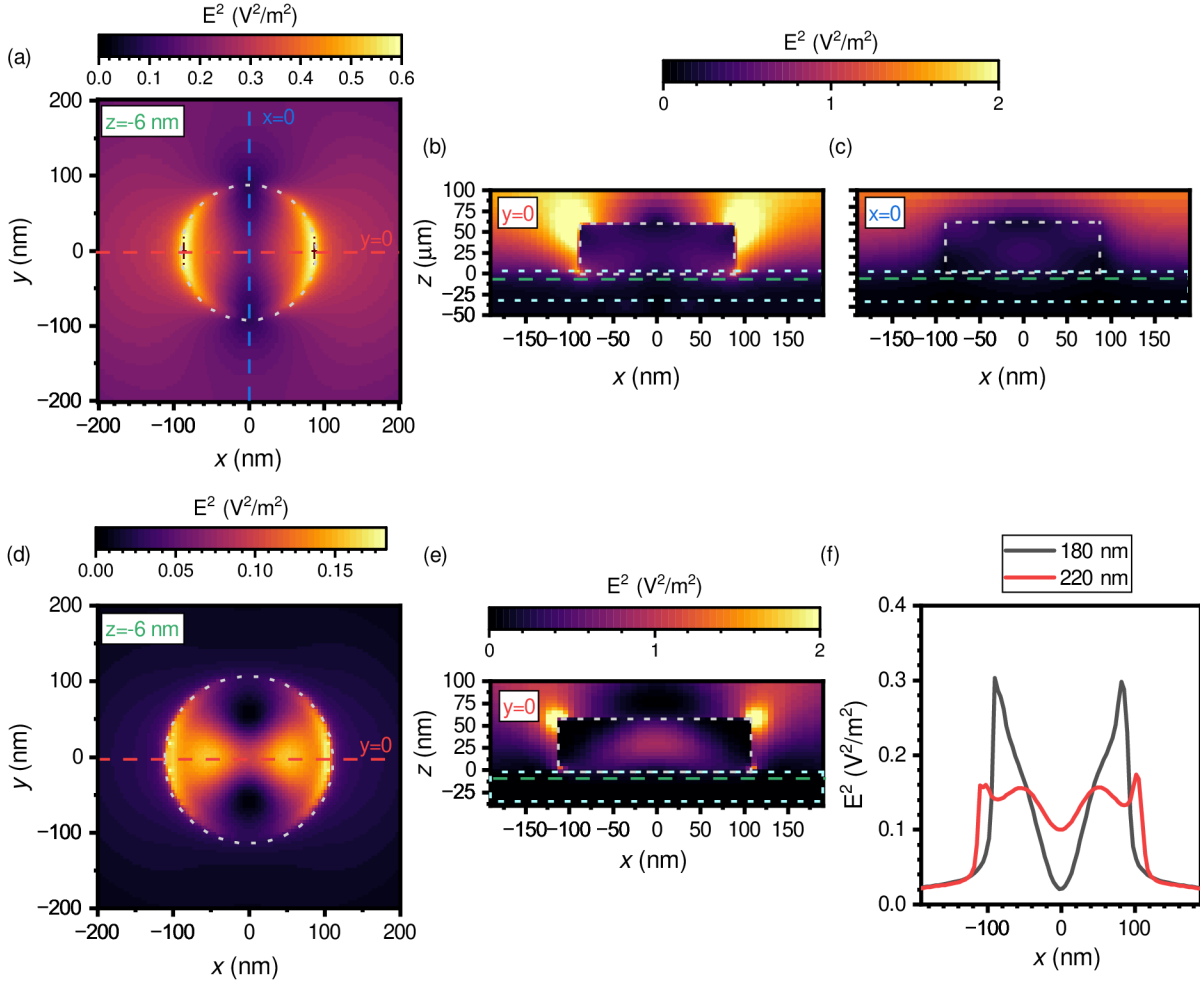 (a)
E² (V²/m²)
0.0 0.1 0.2 0.3 0.4 0.5 0.6
z=-6 nm
x=0
y=0
200
100
0
−100
−200
y (nm)
−200 −100 0 100 200
x (nm)
E² (V²/m²)
0 1 2
(b)
y=0
100
75
50
25
0
−25
−50
z (μm)
−150 −100 −50 0 50 100 150
x (nm)
(c)
x=0
−150 −100 −50 0 50 100 150
x (nm)
(d)
E² (V²/m²)
0.00 0.05 0.10 0.15
z=-6 nm
y=0
200
100
0
−100
−200
y (nm)
−200 −100 0 100 200
x (nm)
(e)
E² (V²/m²)
0 1 2
y=0
100
75
50
25
0
−25
z (nm)
−150 −100 −50 0 50 100 150
x (nm)
(f)
180 nm
220 nm
0.4
0.3
0.2
0.1
0.0
E² (V²/m²)
−100 0 100
x (nm)